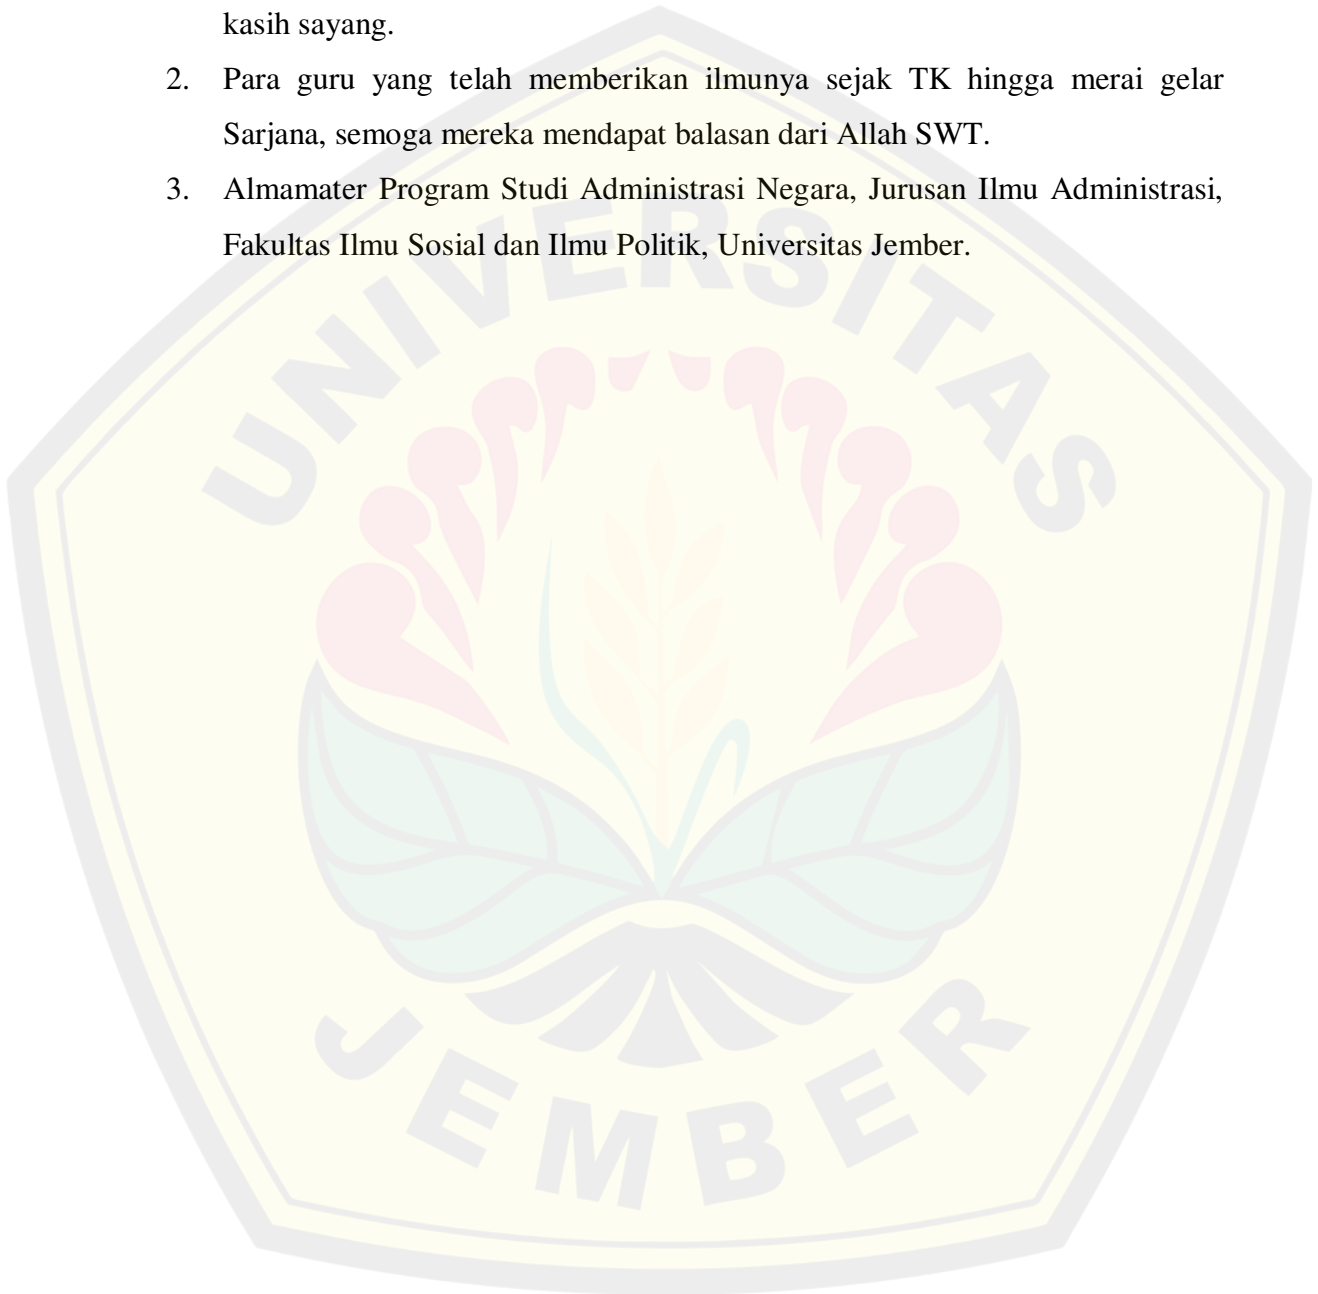 kasih sayang.
2. Para guru yang telah memberikan ilmunya sejak TK hingga merai gelar
Sarjana, semoga mereka mendapat balasan dari Allah SWT.
3. Almamater Program Studi Administrasi Negara, Jurusan Ilmu Administrasi,
Fakultas Ilmu Sosial dan Ilmu Politik, Universitas Jember.
UNIVERSITAS
JEMBER